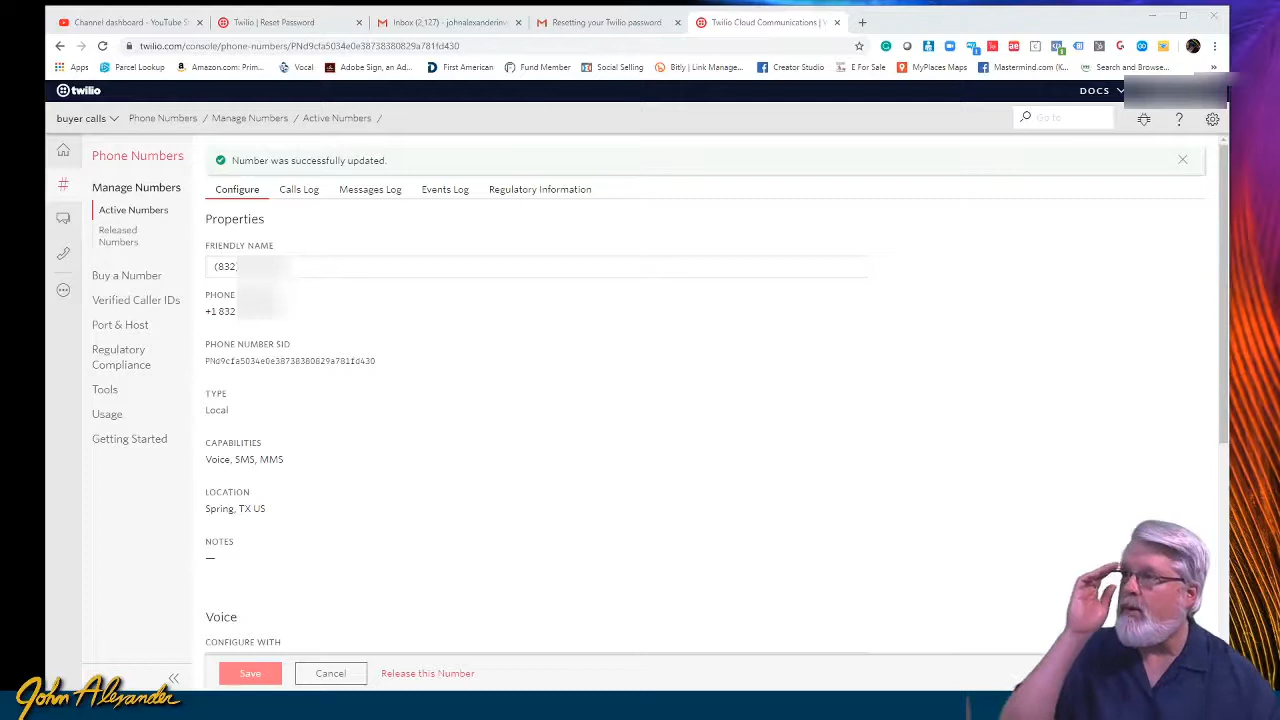 Channel dashboard - YouTube St
Twilio | Reset Password
Inbox (2,127) - johnalexanderinv
Resetting your Twilio password
Twilio Cloud Communications | V
twilio.com/console/phone-numbers/PNd9cfa5034e0e38738380829a781fd430
Apps
Parcel Lookup
Amazon.com: Prim...
Vocal
Adobe Sign, an Ad...
First American
Fund Member
Social Selling
Bitly | Link Manage...
Creator Studio
E For Sale
MyPlaces Maps
Mastermind.com (K...
Search and Browse...
»
twilio
DOCS
buyer calls
Phone Numbers / Manage Numbers / Active Numbers /
Go to
Phone Numbers
Manage Numbers
Active Numbers
Released
Numbers
Buy a Number
Verified Caller IDs
Port & Host
Regulatory
Compliance
Tools
Usage
Getting Started
Number was successfully updated.
Configure
Calls Log
Messages Log
Events Log
Regulatory Information
Properties
FRIENDLY NAME
(832)
PHONE
+1 832
PHONE NUMBER SID
PNd9cfa5034e0e38738380829a781fd430
TYPE
Local
CAPABILITIES
Voice, SMS, MMS
LOCATION
Spring, TX US
NOTES
—
Voice
CONFIGURE WITH
Save
Cancel
Release this Number
John Alexander